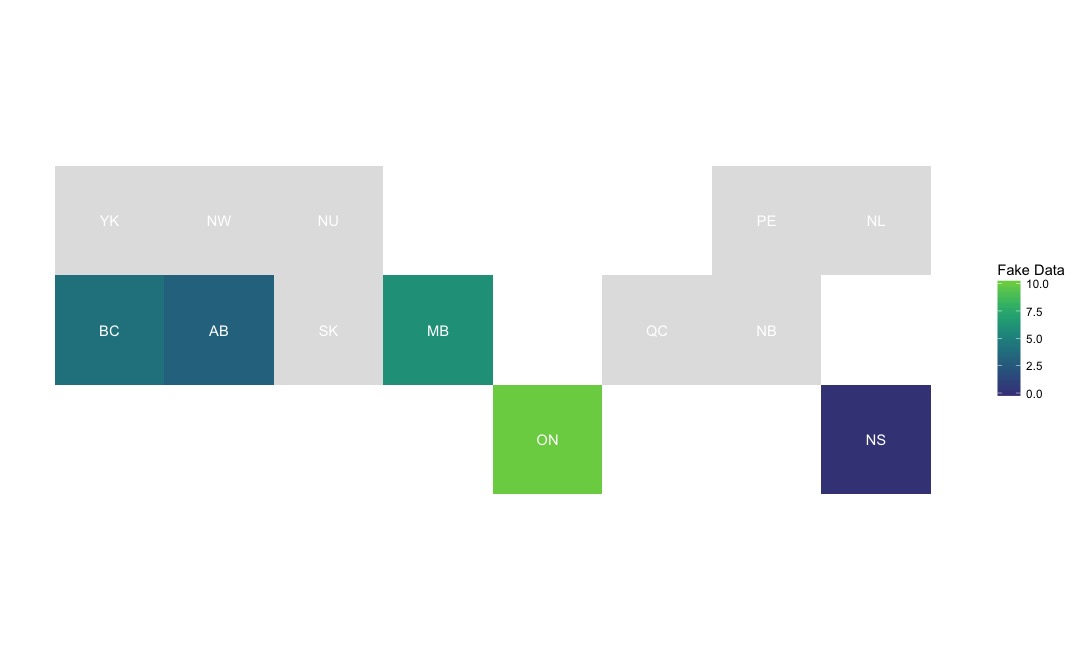 YK NW NU PE NL
BC AB SK MB QC NB
ON NS
Fake Data
10.0
7.5
5.0
2.5
0.0